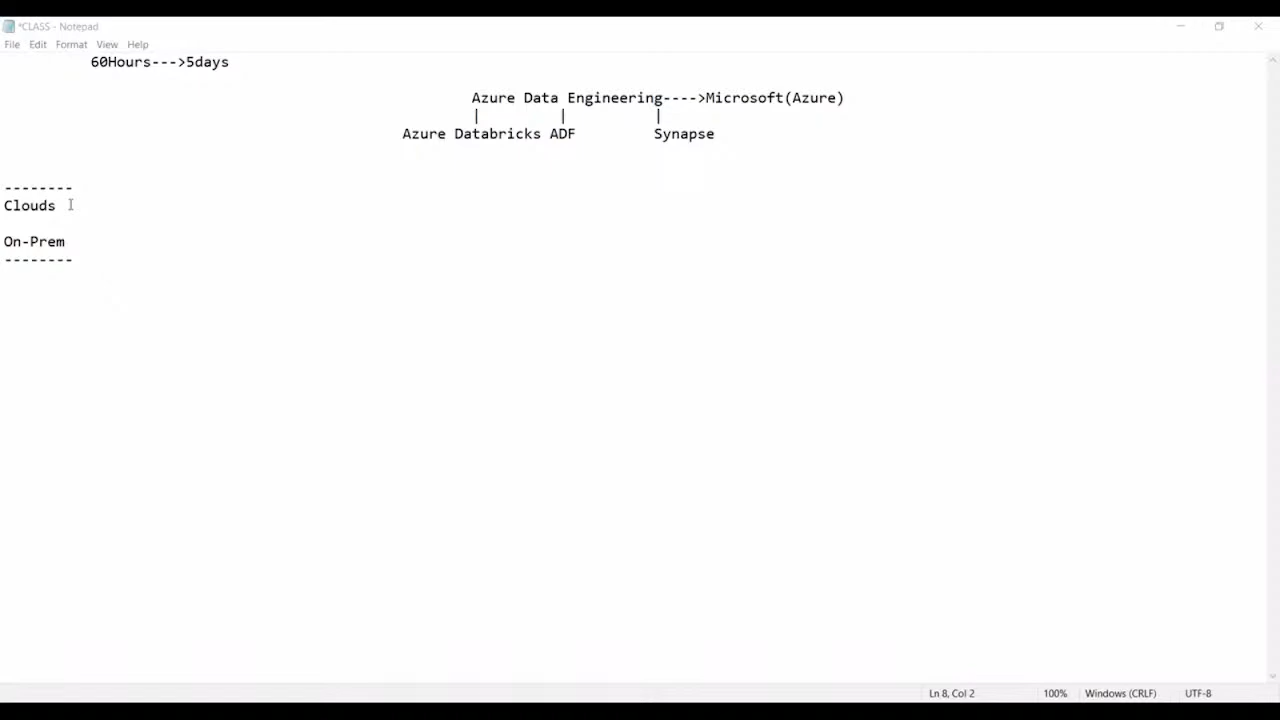 *CLASS - Notepad
File Edit Format View Help
60Hours--->5days
Azure Data Engineering---->Microsoft(Azure)
| | |
Azure Databricks ADF Synapse
--------
Clouds
On-Prem
--------
Ln 8, Col 2 100% Windows (CRLF) UTF-8